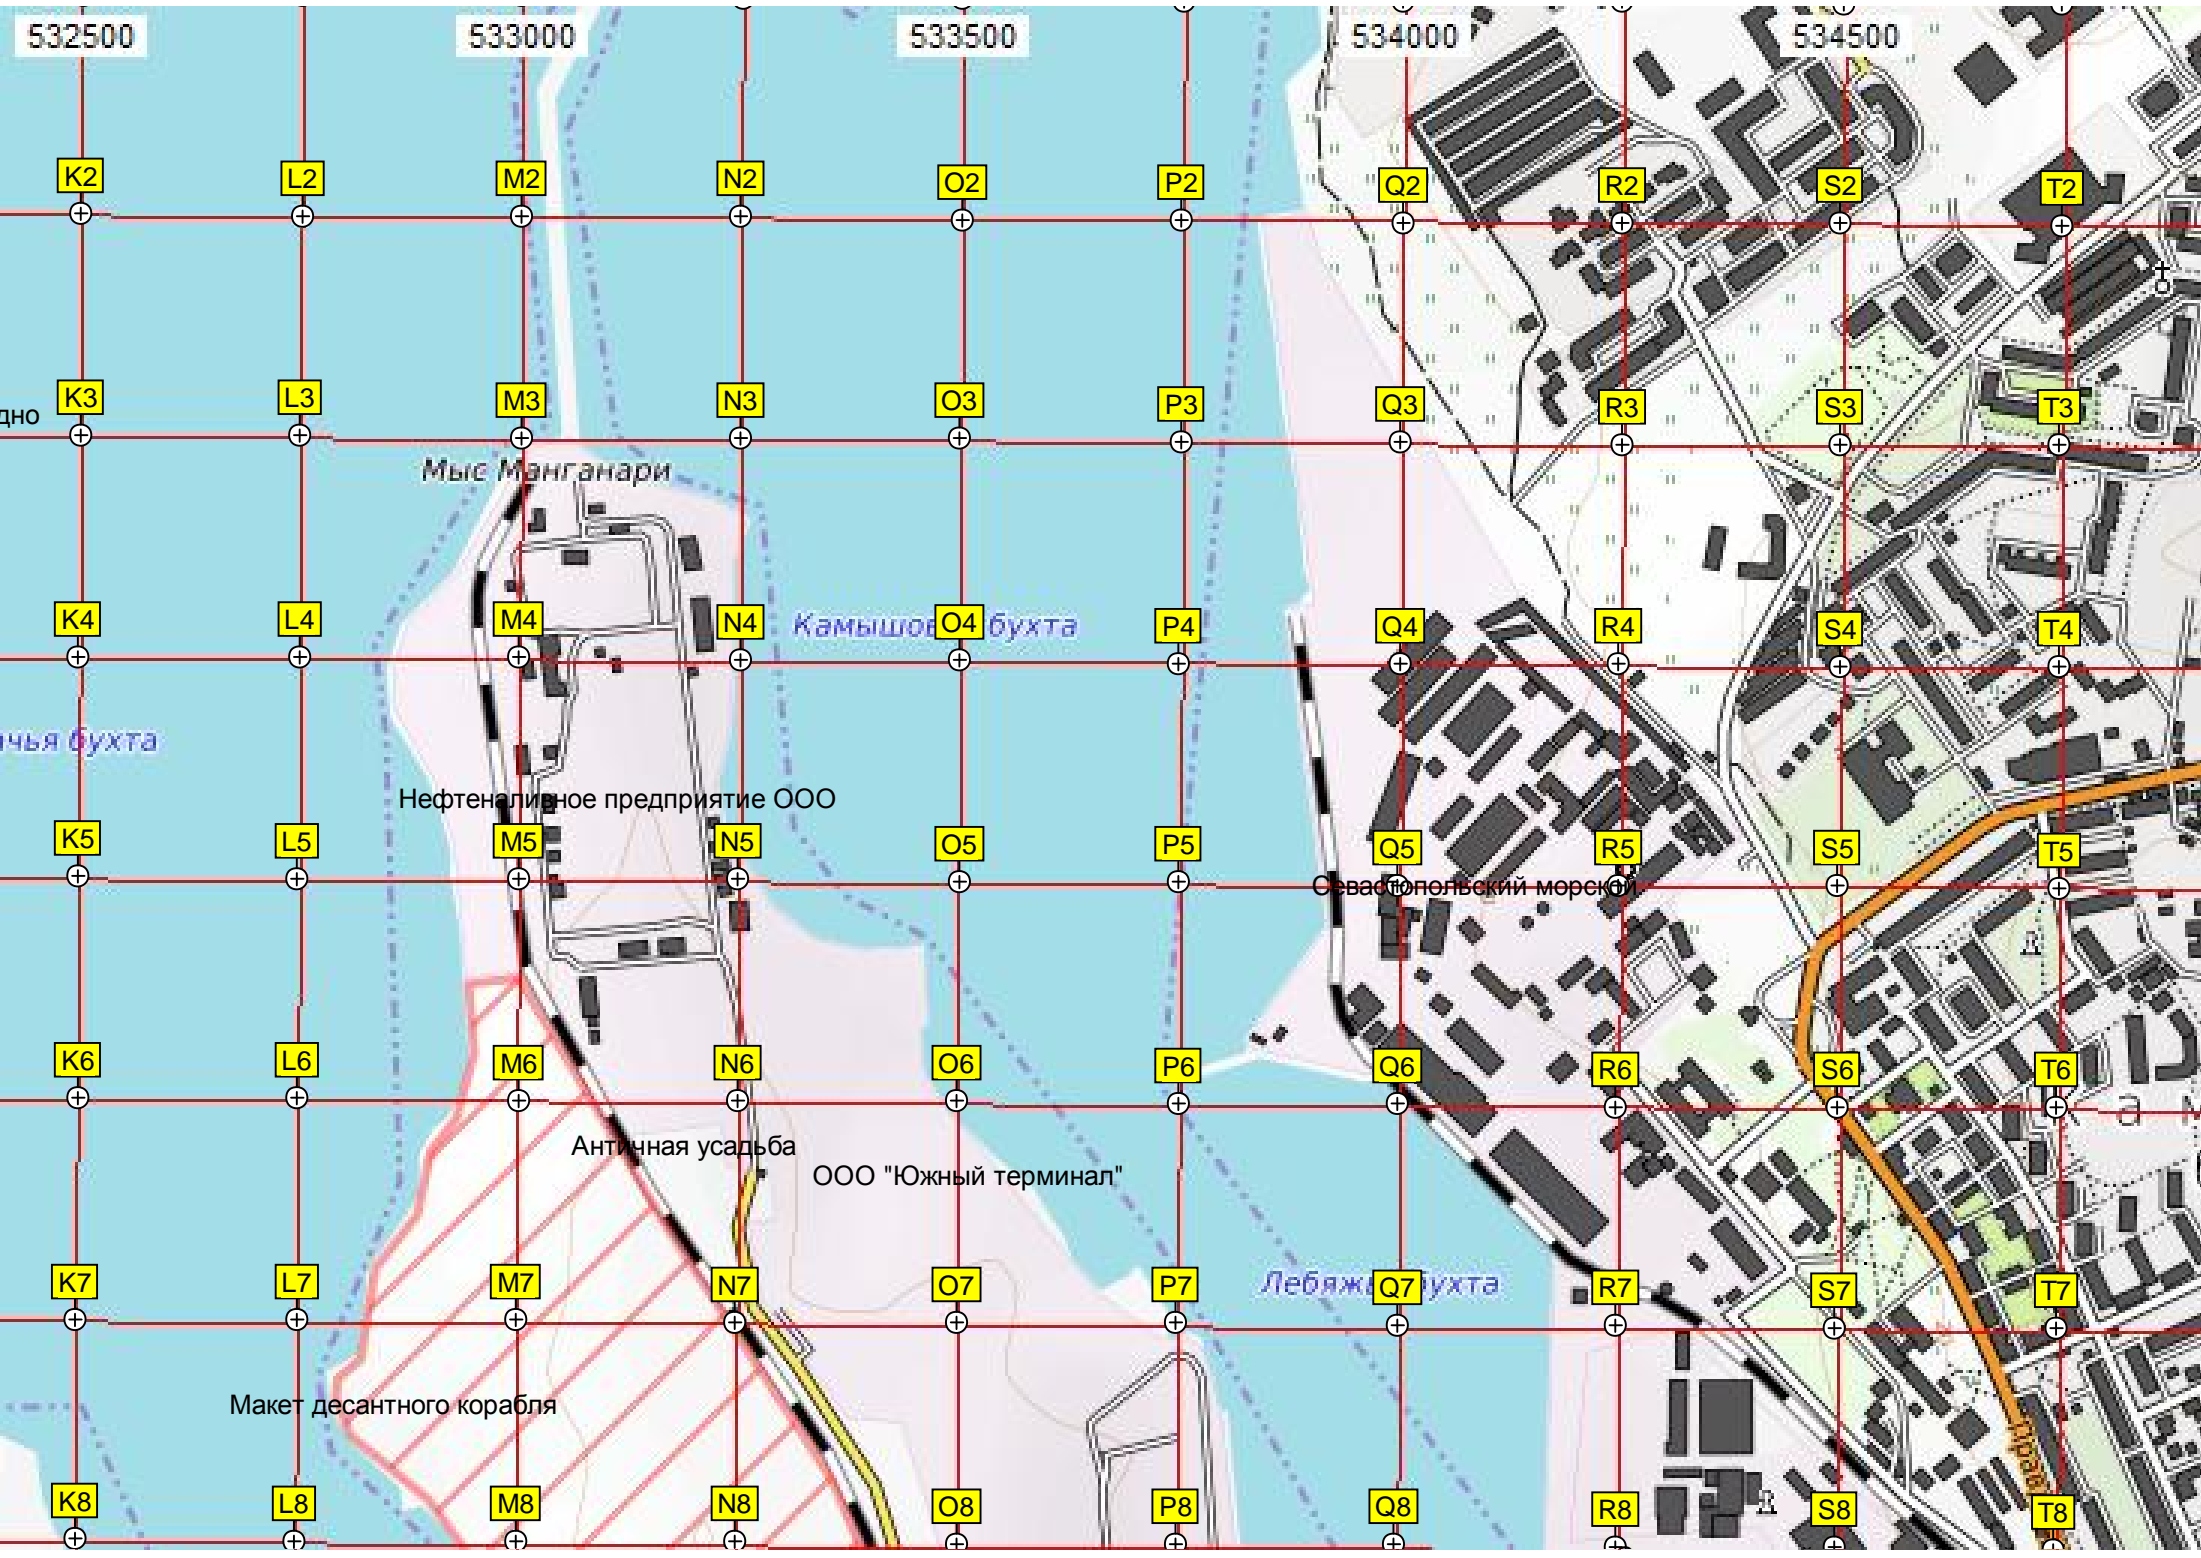 532500 533000 533500 534000 534500
K2 L2 M2 N2 O2 P2 Q2 R2 S2 T2
K3 L3 M3 N3 O3 P3 Q3 R3 S3 T3
дно
Мыс Манганари
K4 L4 M4 N4 O4 P4 Q4 R4 S4 T4
бухта
чья бухта
Нефтеналивное предприятие ООО
K5 L5 M5 N5 O5 P5 Q5 R5 S5 T5
Севастопольский морской
K6 L6 M6 N6 O6 P6 Q6 R6 S6 T6
Античная усадьба
ООО "Южный терминал"
K7 L7 M7 N7 O7 P7 Q7 R7 S7 T7
бухта
Макет десантного корабля
K8 L8 M8 N8 O8 P8 Q8 R8 S8 T8